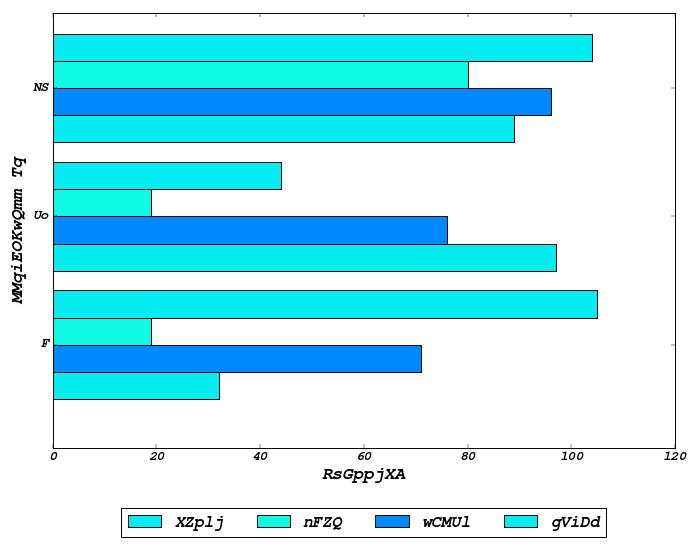 NS
Uo
F
MMqiEOKwQmm Tq
0 20 40 60 80 100 120
RsGppjXA
XZplj nFZQ wCMUl gViDd